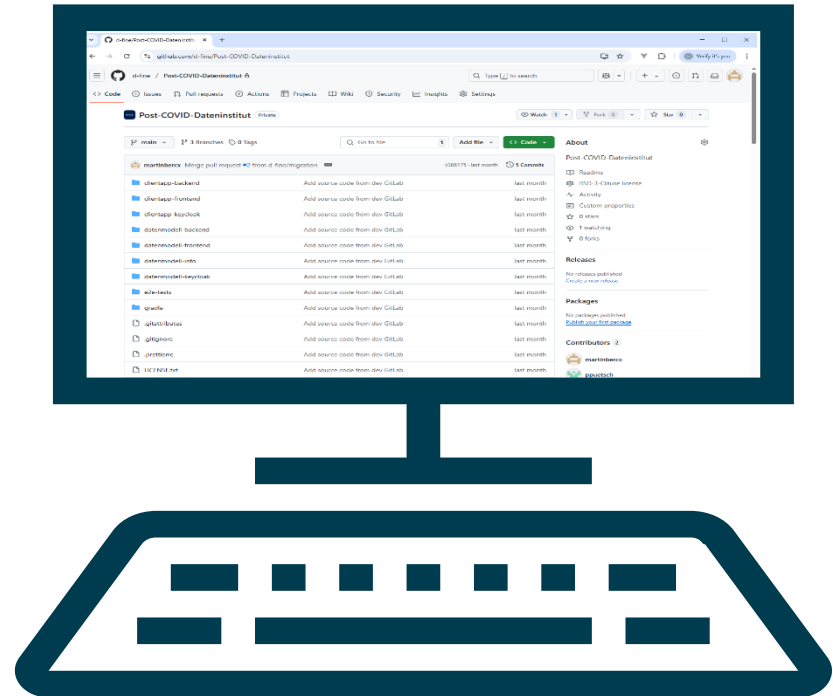 d-fine/Post-COVID-Dateninstitu
github.com/d-fine/Post-COVID-Dateninstitut
Verify it's you
d-fine / Post-COVID-Dateninstitut
Type / to search
Code Issues Pull requests Actions Projects Wiki Security Insights Settings
Post-COVID-Dateninstitut Private
Watch 1 Fork 0 Star 0
main 3 Branches 0 Tags Go to file t Add file Code
About
Post-COVID-Dateninstitut
Readme
BSD-3-Clause license
Activity
Custom properties
0 stars
1 watching
0 forks
Releases
No releases published
Create a new release
Packages
No packages published
Publish your first package
Contributors 2
martinbercx
ppuetsch
martinbercx Merge pull request #2 from d-fine/migration last month 5 Commits
clientapp-backend Add source code from dev GitLab last month
clientapp-frontend Add source code from dev GitLab last month
clientapp-keycloak Add source code from dev GitLab last month
datenmodell-backend Add source code from dev GitLab last month
datenmodell-frontend Add source code from dev GitLab last month
datenmodell-info Add source code from dev GitLab last month
datenmodell-keycloak Add source code from dev GitLab last month
e2e-tests Add source code from dev GitLab last month
gradle Add source code from dev GitLab last month
.gitattributes Add source code from dev GitLab last month
.gitignore Add source code from dev GitLab last month
.prettierrc Add source code from dev GitLab last month
LICENSE.txt Add source code from dev GitLab last month